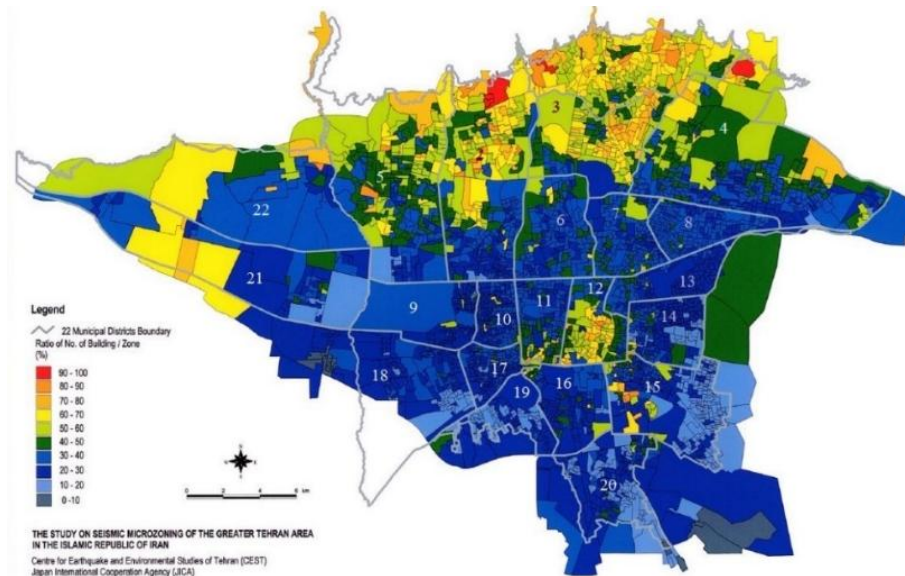 3
4
2
5
6
7
8
22
21
13
12
9
11
10
14
17
18
16
15
19
20
Legend
22 Municipal Districts Boundary
Ratio of No. of Building / Zone
(%)
90 - 100
80 - 90
70 - 80
60 - 70
50 - 60
40 - 50
30 - 40
20 - 30
10 - 20
0 -10
THE STUDY ON SEISMIC MICROZONING OF THE GREATER TEHRAN AREA
IN THE ISLAMIC REPUBLIC OF IRAN
Centre for Earthquake and Environmental Studies of Tehran (CEST)
Japan International Cooperation Agency (JICA)